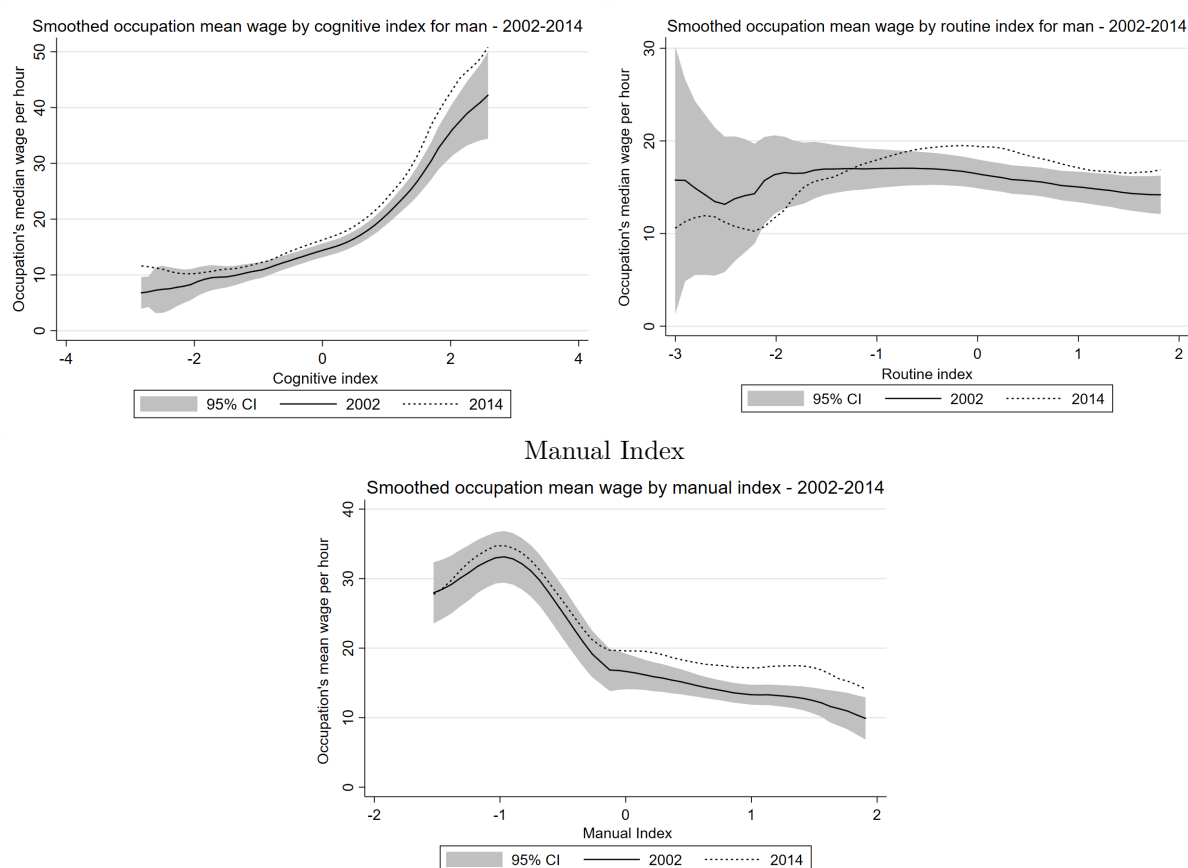 Smoothed occupation mean wage by cognitive index for man - 2002-2014
Occupation's median wage per hour
50
40
30
20
10
0
-4
-2
0
2
4
Cognitive index
95% CI 2002 2014
Smoothed occupation mean wage by routine index for man - 2002-2014
Occupation's median wage per hour
30
20
10
0
-3
-2
-1
0
1
2
Routine index
95% CI 2002 2014
Manual Index
Smoothed occupation mean wage by manual index - 2002-2014
Occupation's mean wage per hour
40
30
20
10
0
-2
-1
0
1
2
Manual Index
95% CI 2002 2014